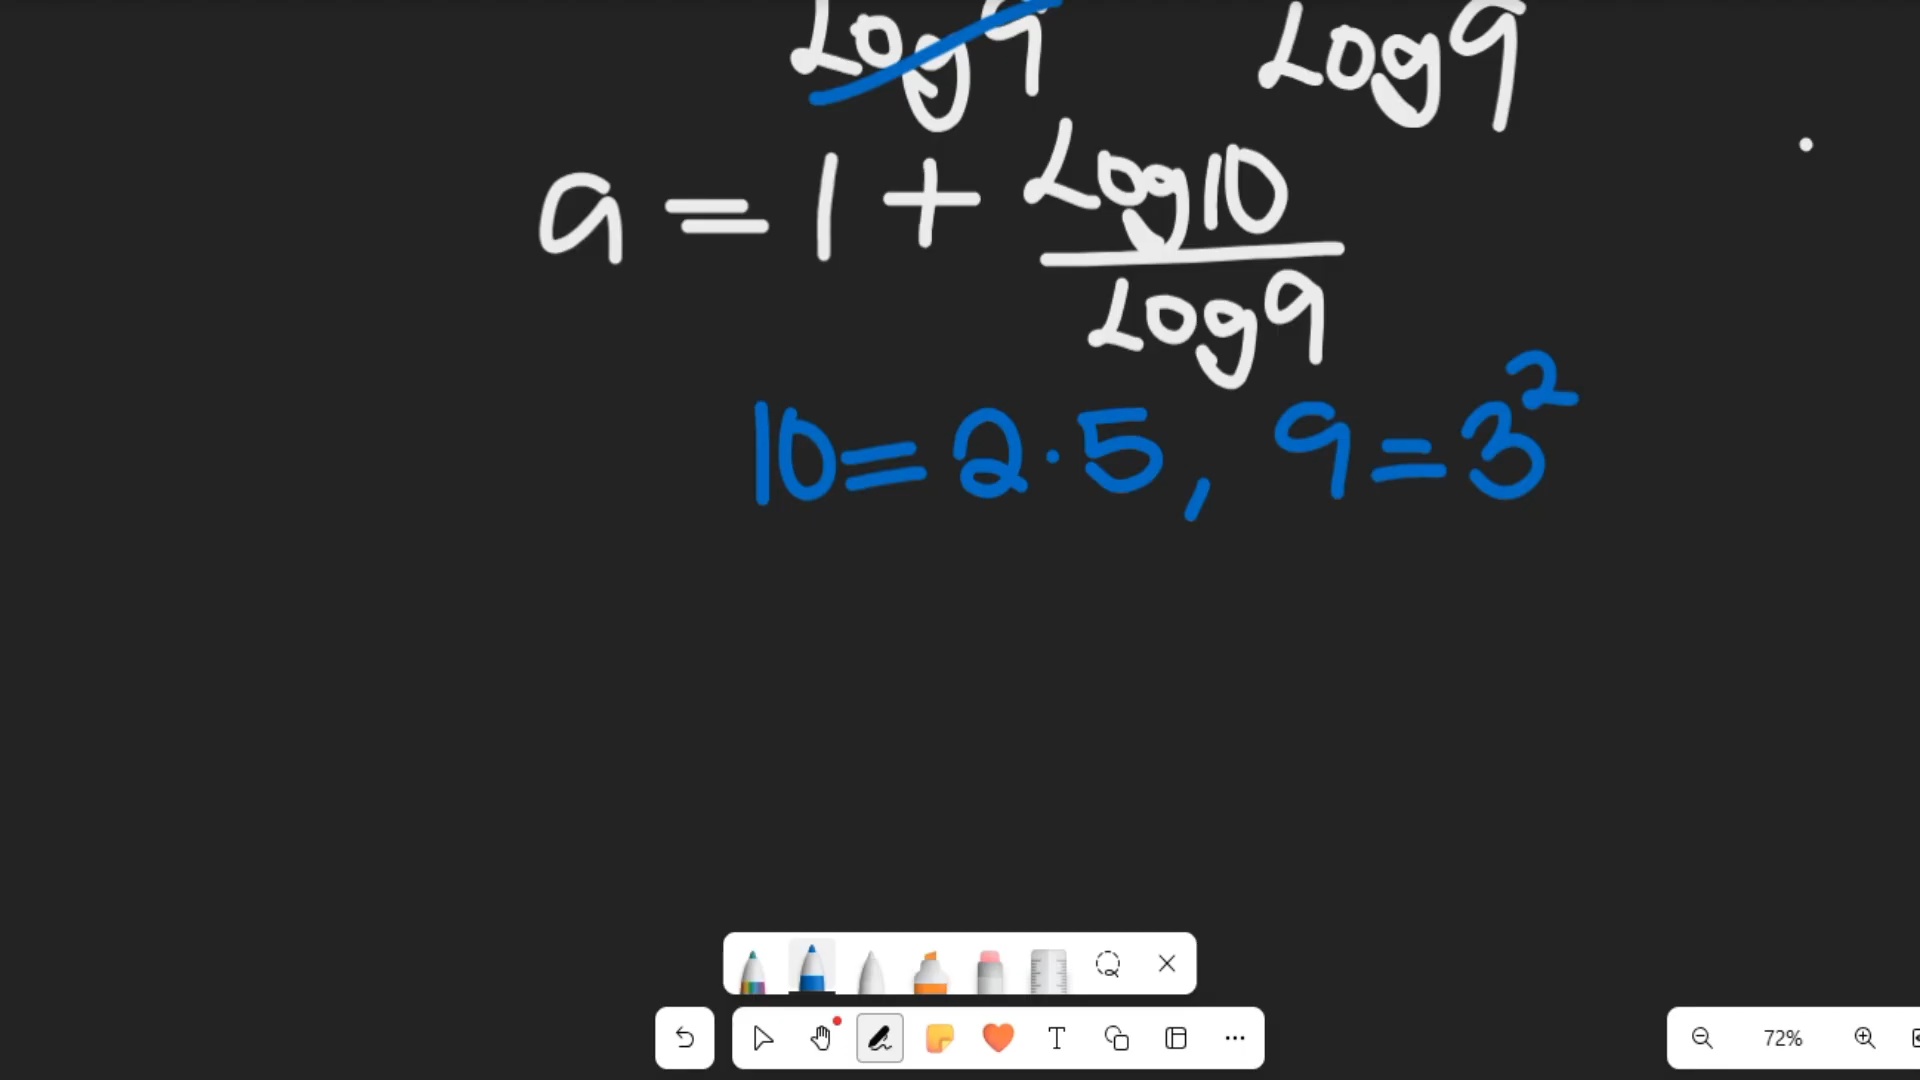 Log9 Log9
a = 1 + Log10
Log9
10 = 2·5, 9 = 3²
T
72%